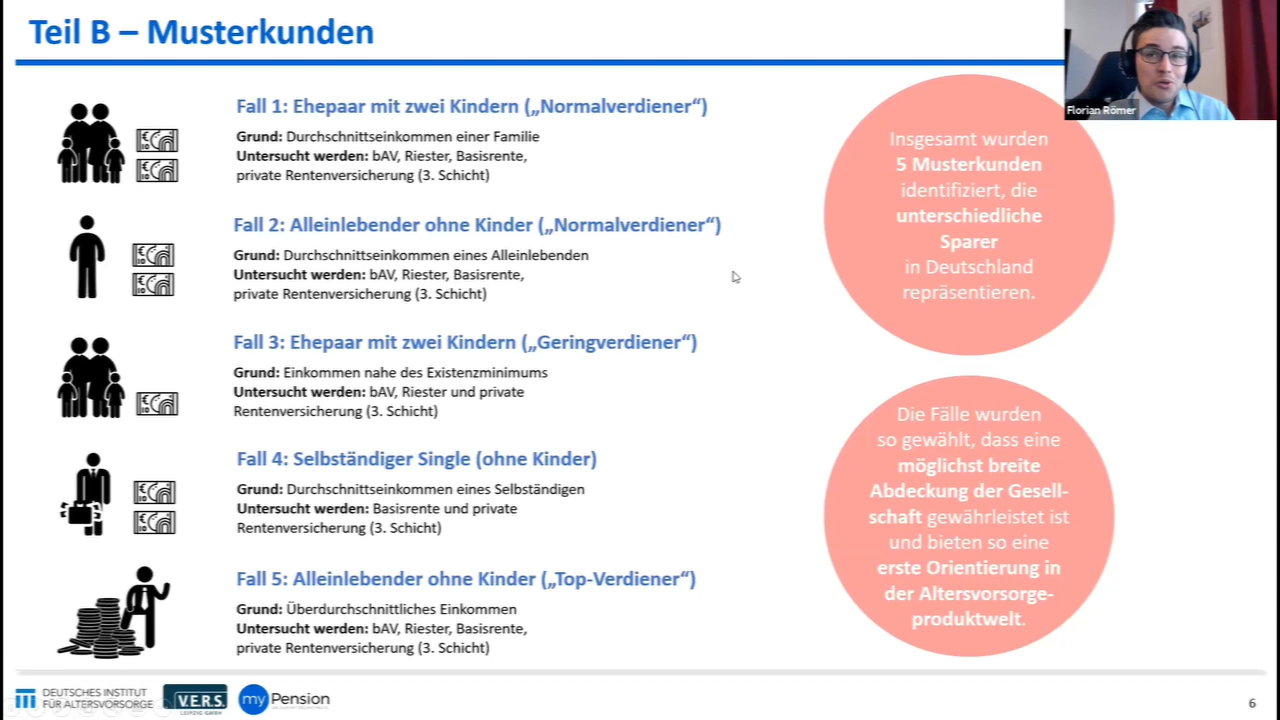 Teil B – Musterkunden
Florian Römer
Fall 1: Ehepaar mit zwei Kindern („Normalverdiener“)
Grund: Durchschnittseinkommen einer Familie
Untersucht werden: bAV, Riester, Basisrente,
private Rentenversicherung (3. Schicht)
Fall 2: Alleinlebender ohne Kinder („Normalverdiener“)
Grund: Durchschnittseinkommen eines Alleinlebenden
Untersucht werden: bAV, Riester, Basisrente,
private Rentenversicherung (3. Schicht)
Fall 3: Ehepaar mit zwei Kindern („Geringverdiener“)
Grund: Einkommen nahe des Existenzminimums
Untersucht werden: bAV, Riester und private
Rentenversicherung (3. Schicht)
Fall 4: Selbständiger Single (ohne Kinder)
Grund: Durchschnittseinkommen eines Selbständigen
Untersucht werden: Basisrente und private
Rentenversicherung (3. Schicht)
Fall 5: Alleinlebender ohne Kinder („Top-Verdiener“)
Grund: Überdurchschnittliches Einkommen
Untersucht werden: bAV, Riester, Basisrente,
private Rentenversicherung (3. Schicht)
Insgesamt wurden
5 Musterkunden
identifiziert, die
unterschiedliche
Sparer
in Deutschland
repräsentieren.
Die Fälle wurden
so gewählt, dass eine
möglichst breite
Abdeckung der Gesell-
schaft gewährleistet ist
und bieten so eine
erste Orientierung in
der Altersvorsorge-
produktwelt.
DEUTSCHES INSTITUT
FÜR ALTERSVORSORGE
V.E.R.S.
LEIPZIG GMBH
myPension
6